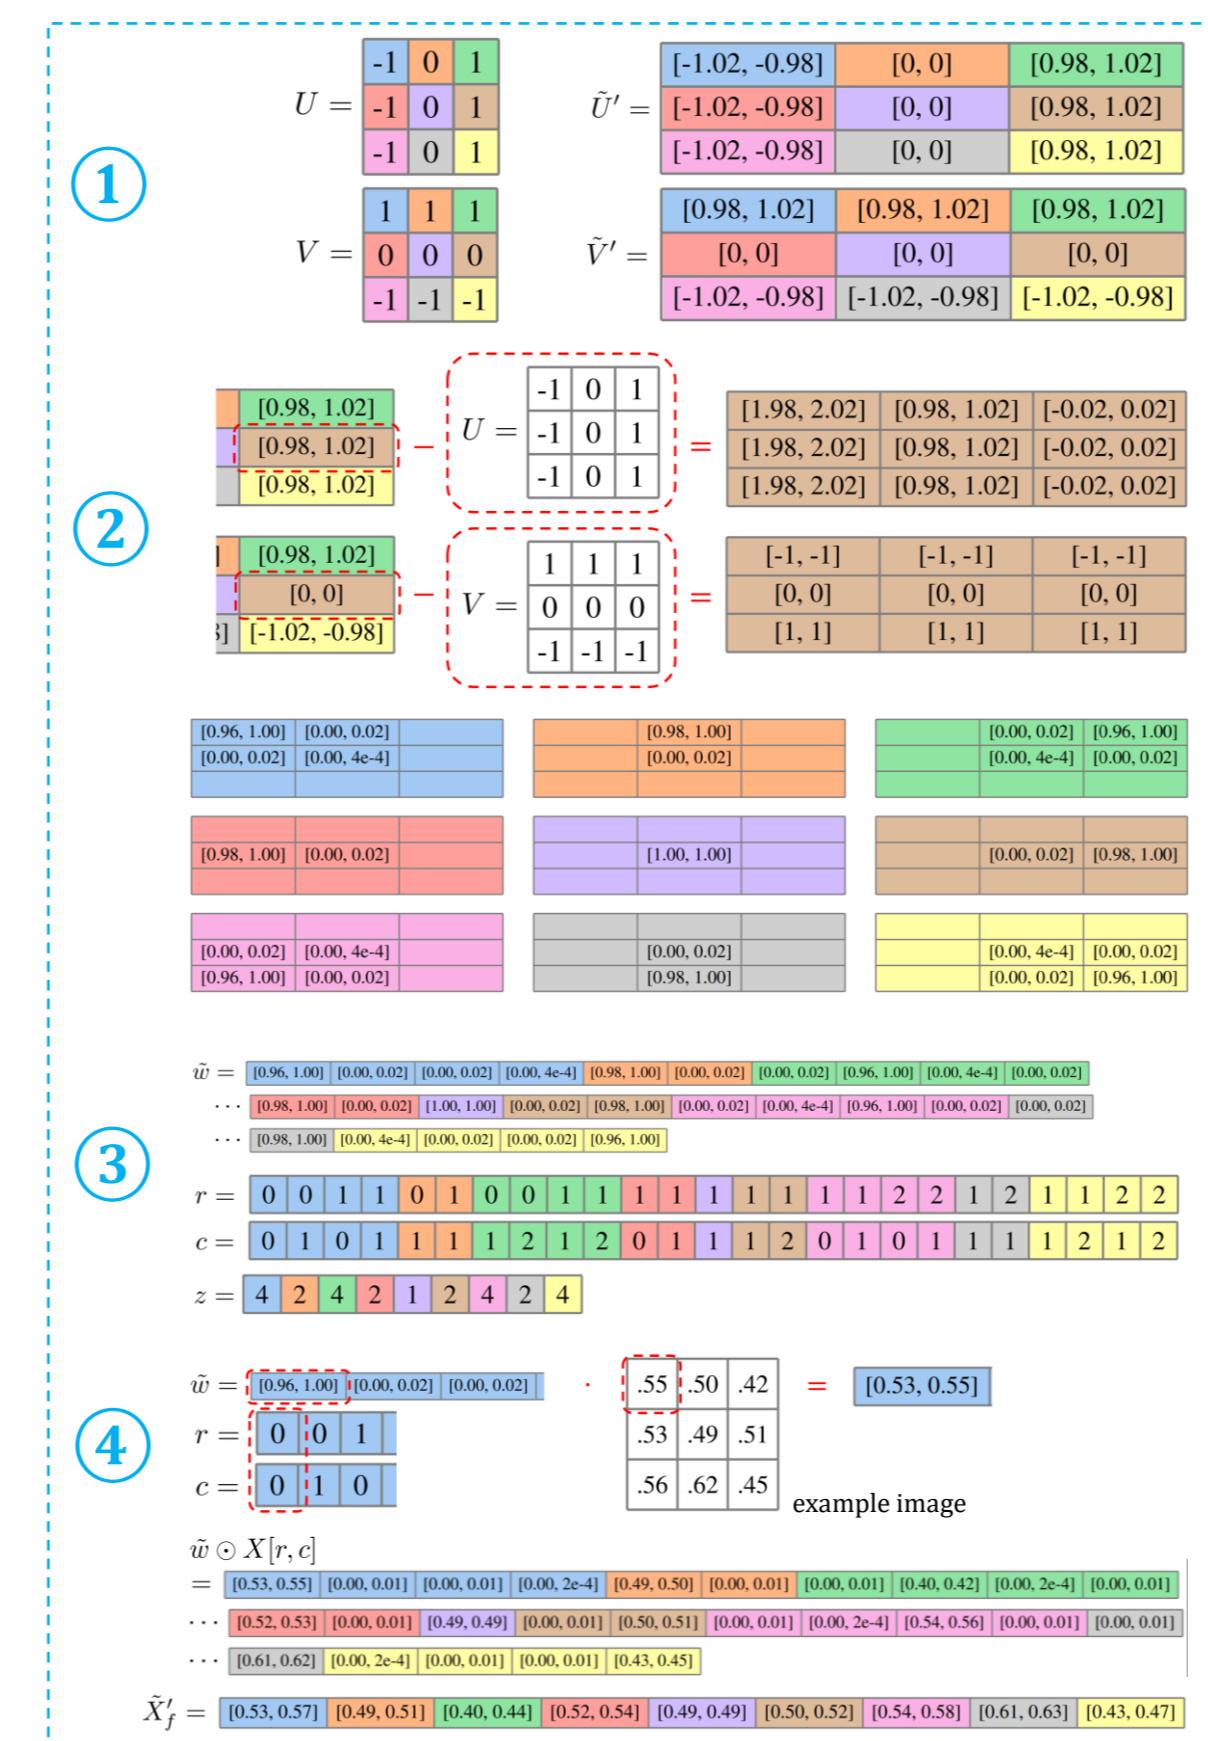 ①
U = -1 0 1
-1 0 1
-1 0 1
Ũ′ = [-1.02, -0.98] [0, 0] [0.98, 1.02]
[-1.02, -0.98] [0, 0] [0.98, 1.02]
[-1.02, -0.98] [0, 0] [0.98, 1.02]
V = 1 1 1
0 0 0
-1 -1 -1
Ṽ′ = [0.98, 1.02] [0.98, 1.02] [0.98, 1.02]
[0, 0] [0, 0] [0, 0]
[-1.02, -0.98] [-1.02, -0.98] [-1.02, -0.98]
②
[0.98, 1.02]
[0.98, 1.02]
[0.98, 1.02]
−
U = -1 0 1
-1 0 1
-1 0 1
=
[1.98, 2.02] [0.98, 1.02] [-0.02, 0.02]
[1.98, 2.02] [0.98, 1.02] [-0.02, 0.02]
[1.98, 2.02] [0.98, 1.02] [-0.02, 0.02]
] [0.98, 1.02]
[0, 0]
8] [-1.02, -0.98]
−
V = 1 1 1
0 0 0
-1 -1 -1
=
[-1, -1] [-1, -1] [-1, -1]
[0, 0] [0, 0] [0, 0]
[1, 1] [1, 1] [1, 1]
[0.96, 1.00] [0.00, 0.02] [0.98, 1.00] [0.00, 0.02] [0.96, 1.00]
[0.00, 0.02] [0.00, 4e-4] [0.00, 0.02] [0.00, 4e-4] [0.00, 0.02]
[0.98, 1.00] [0.00, 0.02] [1.00, 1.00] [0.00, 0.02] [0.98, 1.00]
[0.00, 0.02] [0.00, 4e-4] [0.00, 0.02] [0.00, 4e-4] [0.00, 0.02]
[0.96, 1.00] [0.00, 0.02] [0.98, 1.00] [0.00, 0.02] [0.96, 1.00]
③
w̃ = [0.96, 1.00] [0.00, 0.02] [0.00, 0.02] [0.00, 4e-4] [0.98, 1.00] [0.00, 0.02] [0.00, 0.02] [0.96, 1.00] [0.00, 4e-4] [0.00, 0.02]
··· [0.98, 1.00] [0.00, 0.02] [1.00, 1.00] [0.00, 0.02] [0.98, 1.00] [0.00, 0.02] [0.00, 4e-4] [0.96, 1.00] [0.00, 0.02] [0.00, 0.02]
··· [0.98, 1.00] [0.00, 4e-4] [0.00, 0.02] [0.00, 0.02] [0.96, 1.00]
r = 0 0 1 1 0 1 0 0 1 1 1 1 1 1 1 1 1 2 2 1 2 1 1 2 2
c = 0 1 0 1 1 1 1 2 1 2 0 1 1 1 2 0 1 0 1 1 1 1 2 1 2
z = 4 2 4 2 1 2 4 2 4
④
w̃ = [0.96, 1.00] [0.00, 0.02] [0.00, 0.02]
r = 0 0 1
c = 0 1 0
·
.55 .50 .42
.53 .49 .51
.56 .62 .45
=
[0.53, 0.55]
example image
w̃ ⊙ X[r, c]
= [0.53, 0.55] [0.00, 0.01] [0.00, 0.01] [0.00, 2e-4] [0.49, 0.50] [0.00, 0.01] [0.00, 0.01] [0.40, 0.42] [0.00, 2e-4] [0.00, 0.01]
··· [0.52, 0.53] [0.00, 0.01] [0.49, 0.49] [0.00, 0.01] [0.50, 0.51] [0.00, 0.01] [0.00, 2e-4] [0.54, 0.56] [0.00, 0.01] [0.00, 0.01]
··· [0.61, 0.62] [0.00, 2e-4] [0.00, 0.01] [0.00, 0.01] [0.43, 0.45]
X̃′f = [0.53, 0.57] [0.49, 0.51] [0.40, 0.44] [0.52, 0.54] [0.49, 0.49] [0.50, 0.52] [0.54, 0.58] [0.61, 0.63] [0.43, 0.47]